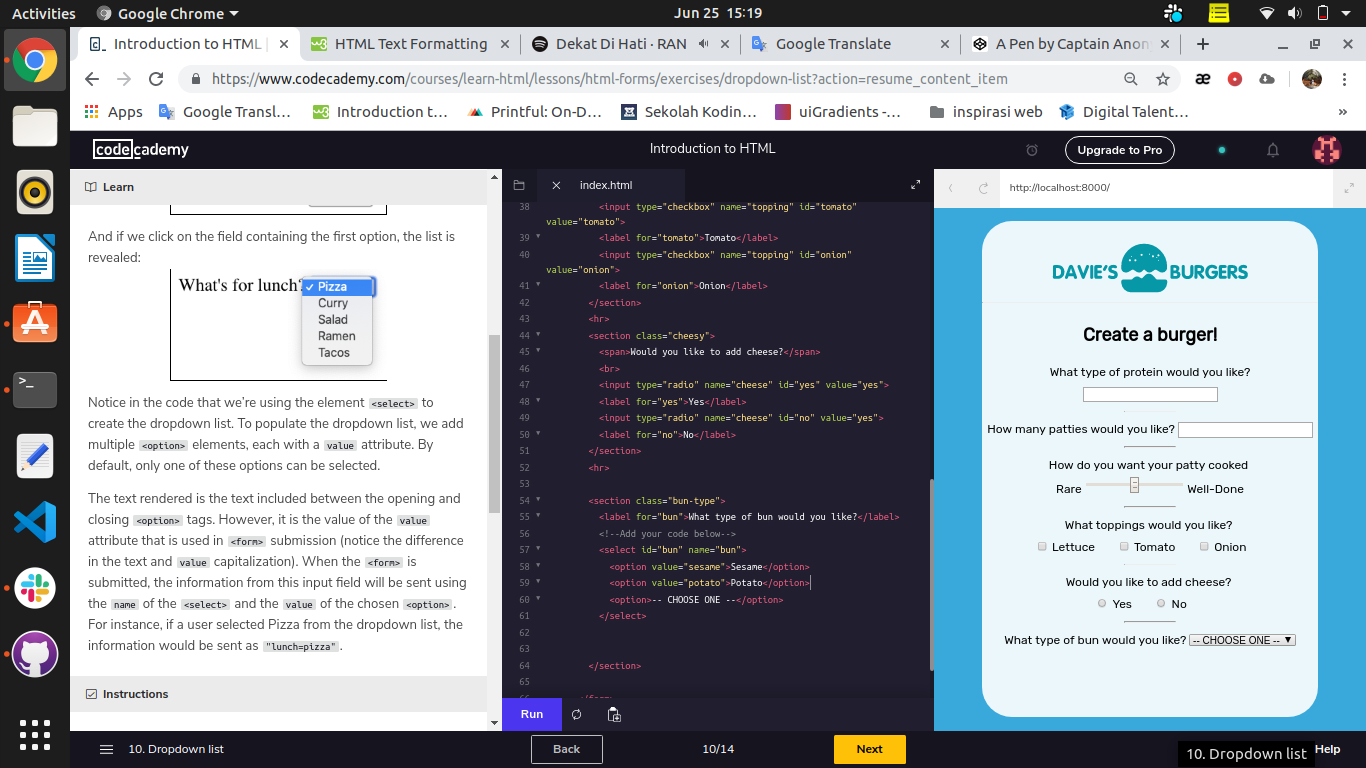 Activities
Google Chrome
Jun 25 15:19
Introduction to HTML |
HTML Text Formatting
Dekat Di Hati · RAN
Google Translate
A Pen by Captain Anon
https://www.codecademy.com/courses/learn-html/lessons/html-forms/exercises/dropdown-list?action=resume_content_item
Apps
Google Transl…
Introduction t…
Printful: On-D…
Sekolah Kodin…
uiGradients -…
inspirasi web
Digital Talent…
»
codecademy
Introduction to HTML
Upgrade to Pro
Learn
And if we click on the field containing the first option, the list is
revealed:
What's for lunch?
✓ Pizza
Curry
Salad
Ramen
Tacos
Notice in the code that we're using the element <select> to
create the dropdown list. To populate the dropdown list, we add
multiple <option> elements, each with a value attribute. By
default, only one of these options can be selected.
The text rendered is the text included between the opening and
closing <option> tags. However, it is the value of the value
attribute that is used in <form> submission (notice the difference
in the text and value capitalization). When the <form> is
submitted, the information from this input field will be sent using
the name of the <select> and the value of the chosen <option>.
For instance, if a user selected Pizza from the dropdown list, the
information would be sent as "lunch=pizza".
Instructions
index.html
38 <input type="checkbox" name="topping" id="tomato"
value="tomato">
39 <label for="tomato">Tomato</label>
40 <input type="checkbox" name="topping" id="onion"
value="onion">
41 <label for="onion">Onion</label>
42 </section>
43 <hr>
44 <section class="cheesy">
45 <span>Would you like to add cheese?</span>
46 <br>
47 <input type="radio" name="cheese" id="yes" value="yes">
48 <label for="yes">Yes</label>
49 <input type="radio" name="cheese" id="no" value="yes">
50 <label for="no">No</label>
51 </section>
52 <hr>
53
54 <section class="bun-type">
55 <label for="bun">What type of bun would you like?</label>
56 <!--Add your code below-->
57 <select id="bun" name="bun">
58 <option value="sesame">Sesame</option>
59 <option value="potato">Potato</option>
60 <option>-- CHOOSE ONE --</option>
61 </select>
62
63
64 </section>
65
66 </form>
Run
http://localhost:8000/
DAVIE'S BURGERS
Create a burger!
What type of protein would you like?
How many patties would you like?
How do you want your patty cooked
Rare Well-Done
What toppings would you like?
Lettuce Tomato Onion
Would you like to add cheese?
Yes No
What type of bun would you like? -- CHOOSE ONE --
10. Dropdown list
Back
10/14
Next
10. Dropdown list
Help